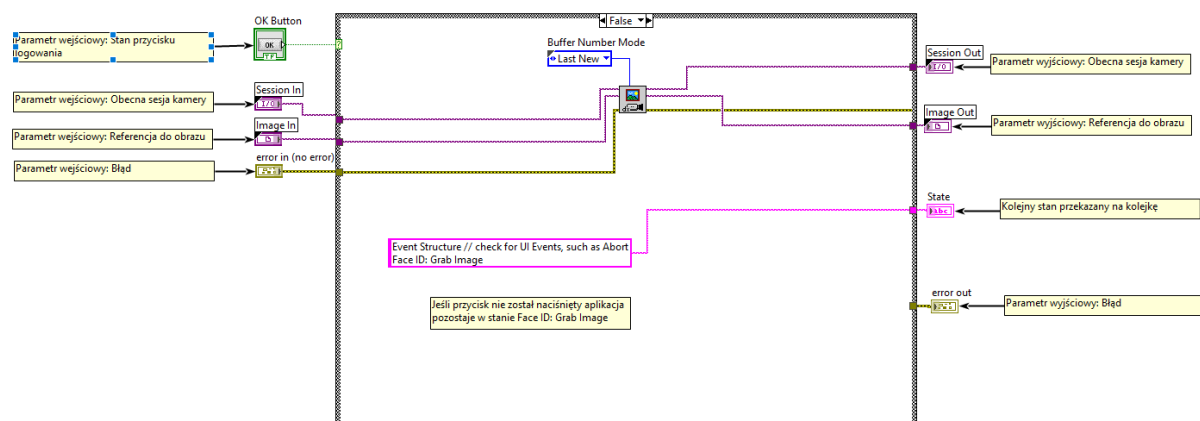 False
OK Button
OK
Parametr wejściowy: Stan przycisku
logowania
Buffer Number Mode
Last New
Session Out
I/O
Parametr wyjściowy: Obecna sesja kamery
Parametr wejściowy: Obecna sesja kamery
Session In
I/O
Image In
Parametr wejściowy: Referencja do obrazu
Image Out
Parametr wyjściowy: Referencja do obrazu
error in (no error)
Parametr wejściowy: Błąd
State
abc
Kolejny stan przekazany na kolejkę
Event Structure // check for UI Events, such as Abort
Face ID: Grab Image
Jeśli przycisk nie został naciśnięty aplikacja
pozostaje w stanie Face ID: Grab Image
error out
Parametr wyjściowy: Błąd